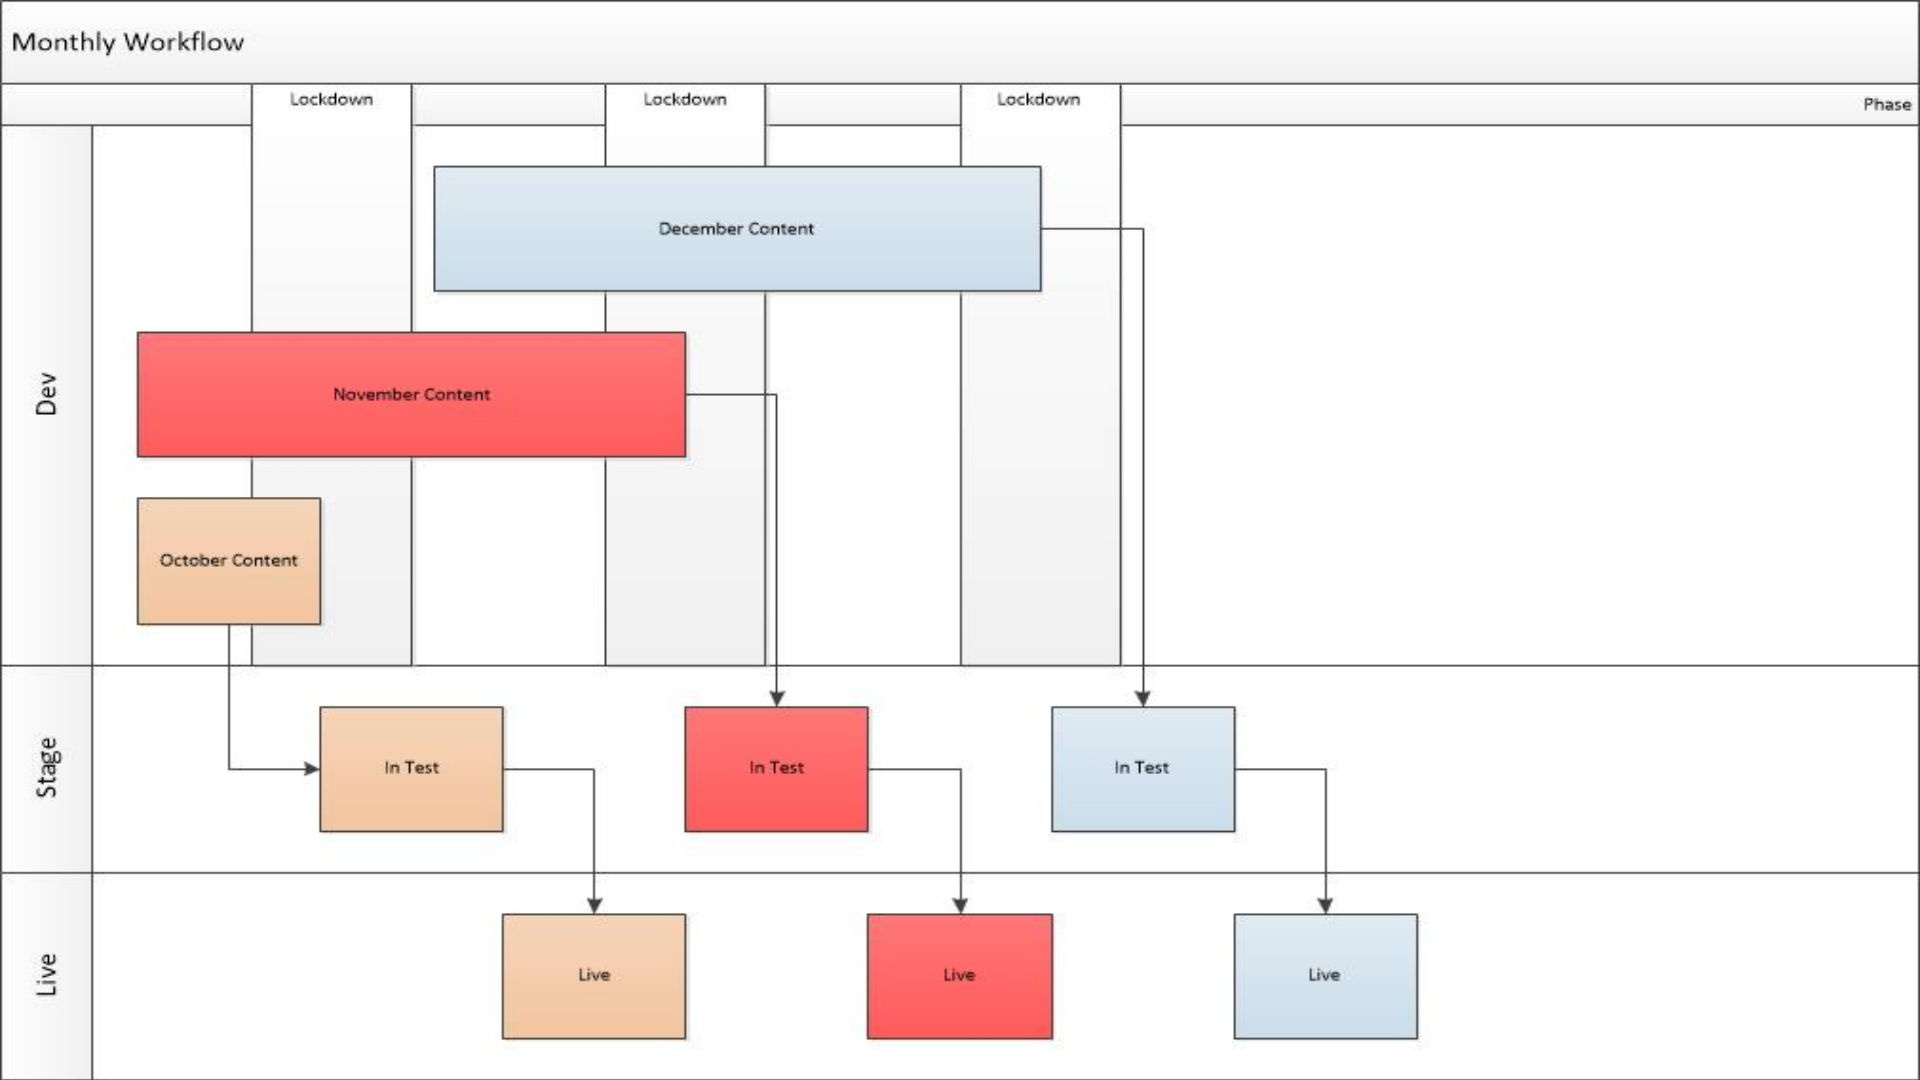 Monthly Workflow
Lockdown
Lockdown
Lockdown
Phase
Dev
December Content
November Content
October Content
Stage
In Test
In Test
In Test
Live
Live
Live
Live